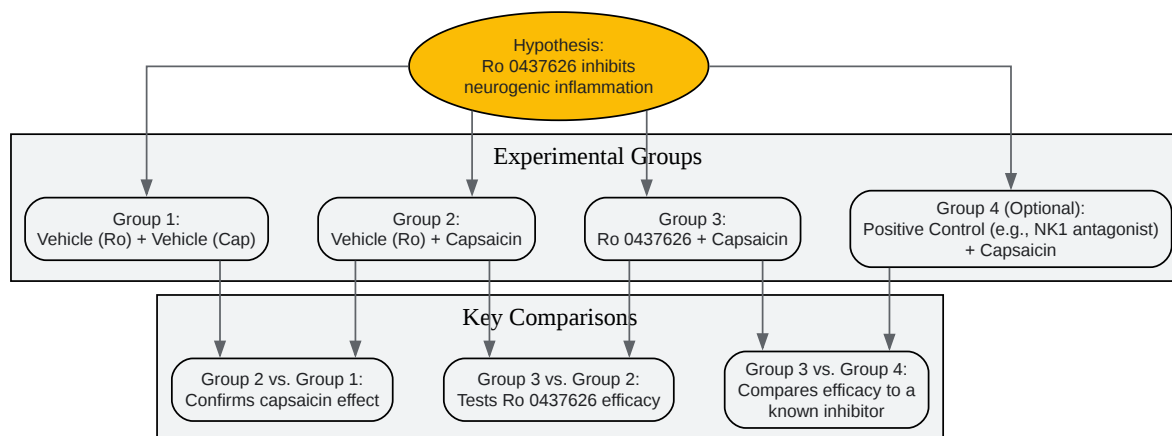 Hypothesis:
Ro 0437626 inhibits
neurogenic inflammation
Experimental Groups
Group 1:
Vehicle (Ro) + Vehicle (Cap)
Group 2:
Vehicle (Ro) + Capsaicin
Group 3:
Ro 0437626 + Capsaicin
Group 4 (Optional):
Positive Control (e.g., NK1 antagonist)
+ Capsaicin
Key Comparisons
Group 2 vs. Group 1:
Confirms capsaicin effect
Group 3 vs. Group 2:
Tests Ro 0437626 efficacy
Group 3 vs. Group 4:
Compares efficacy to a
known inhibitor